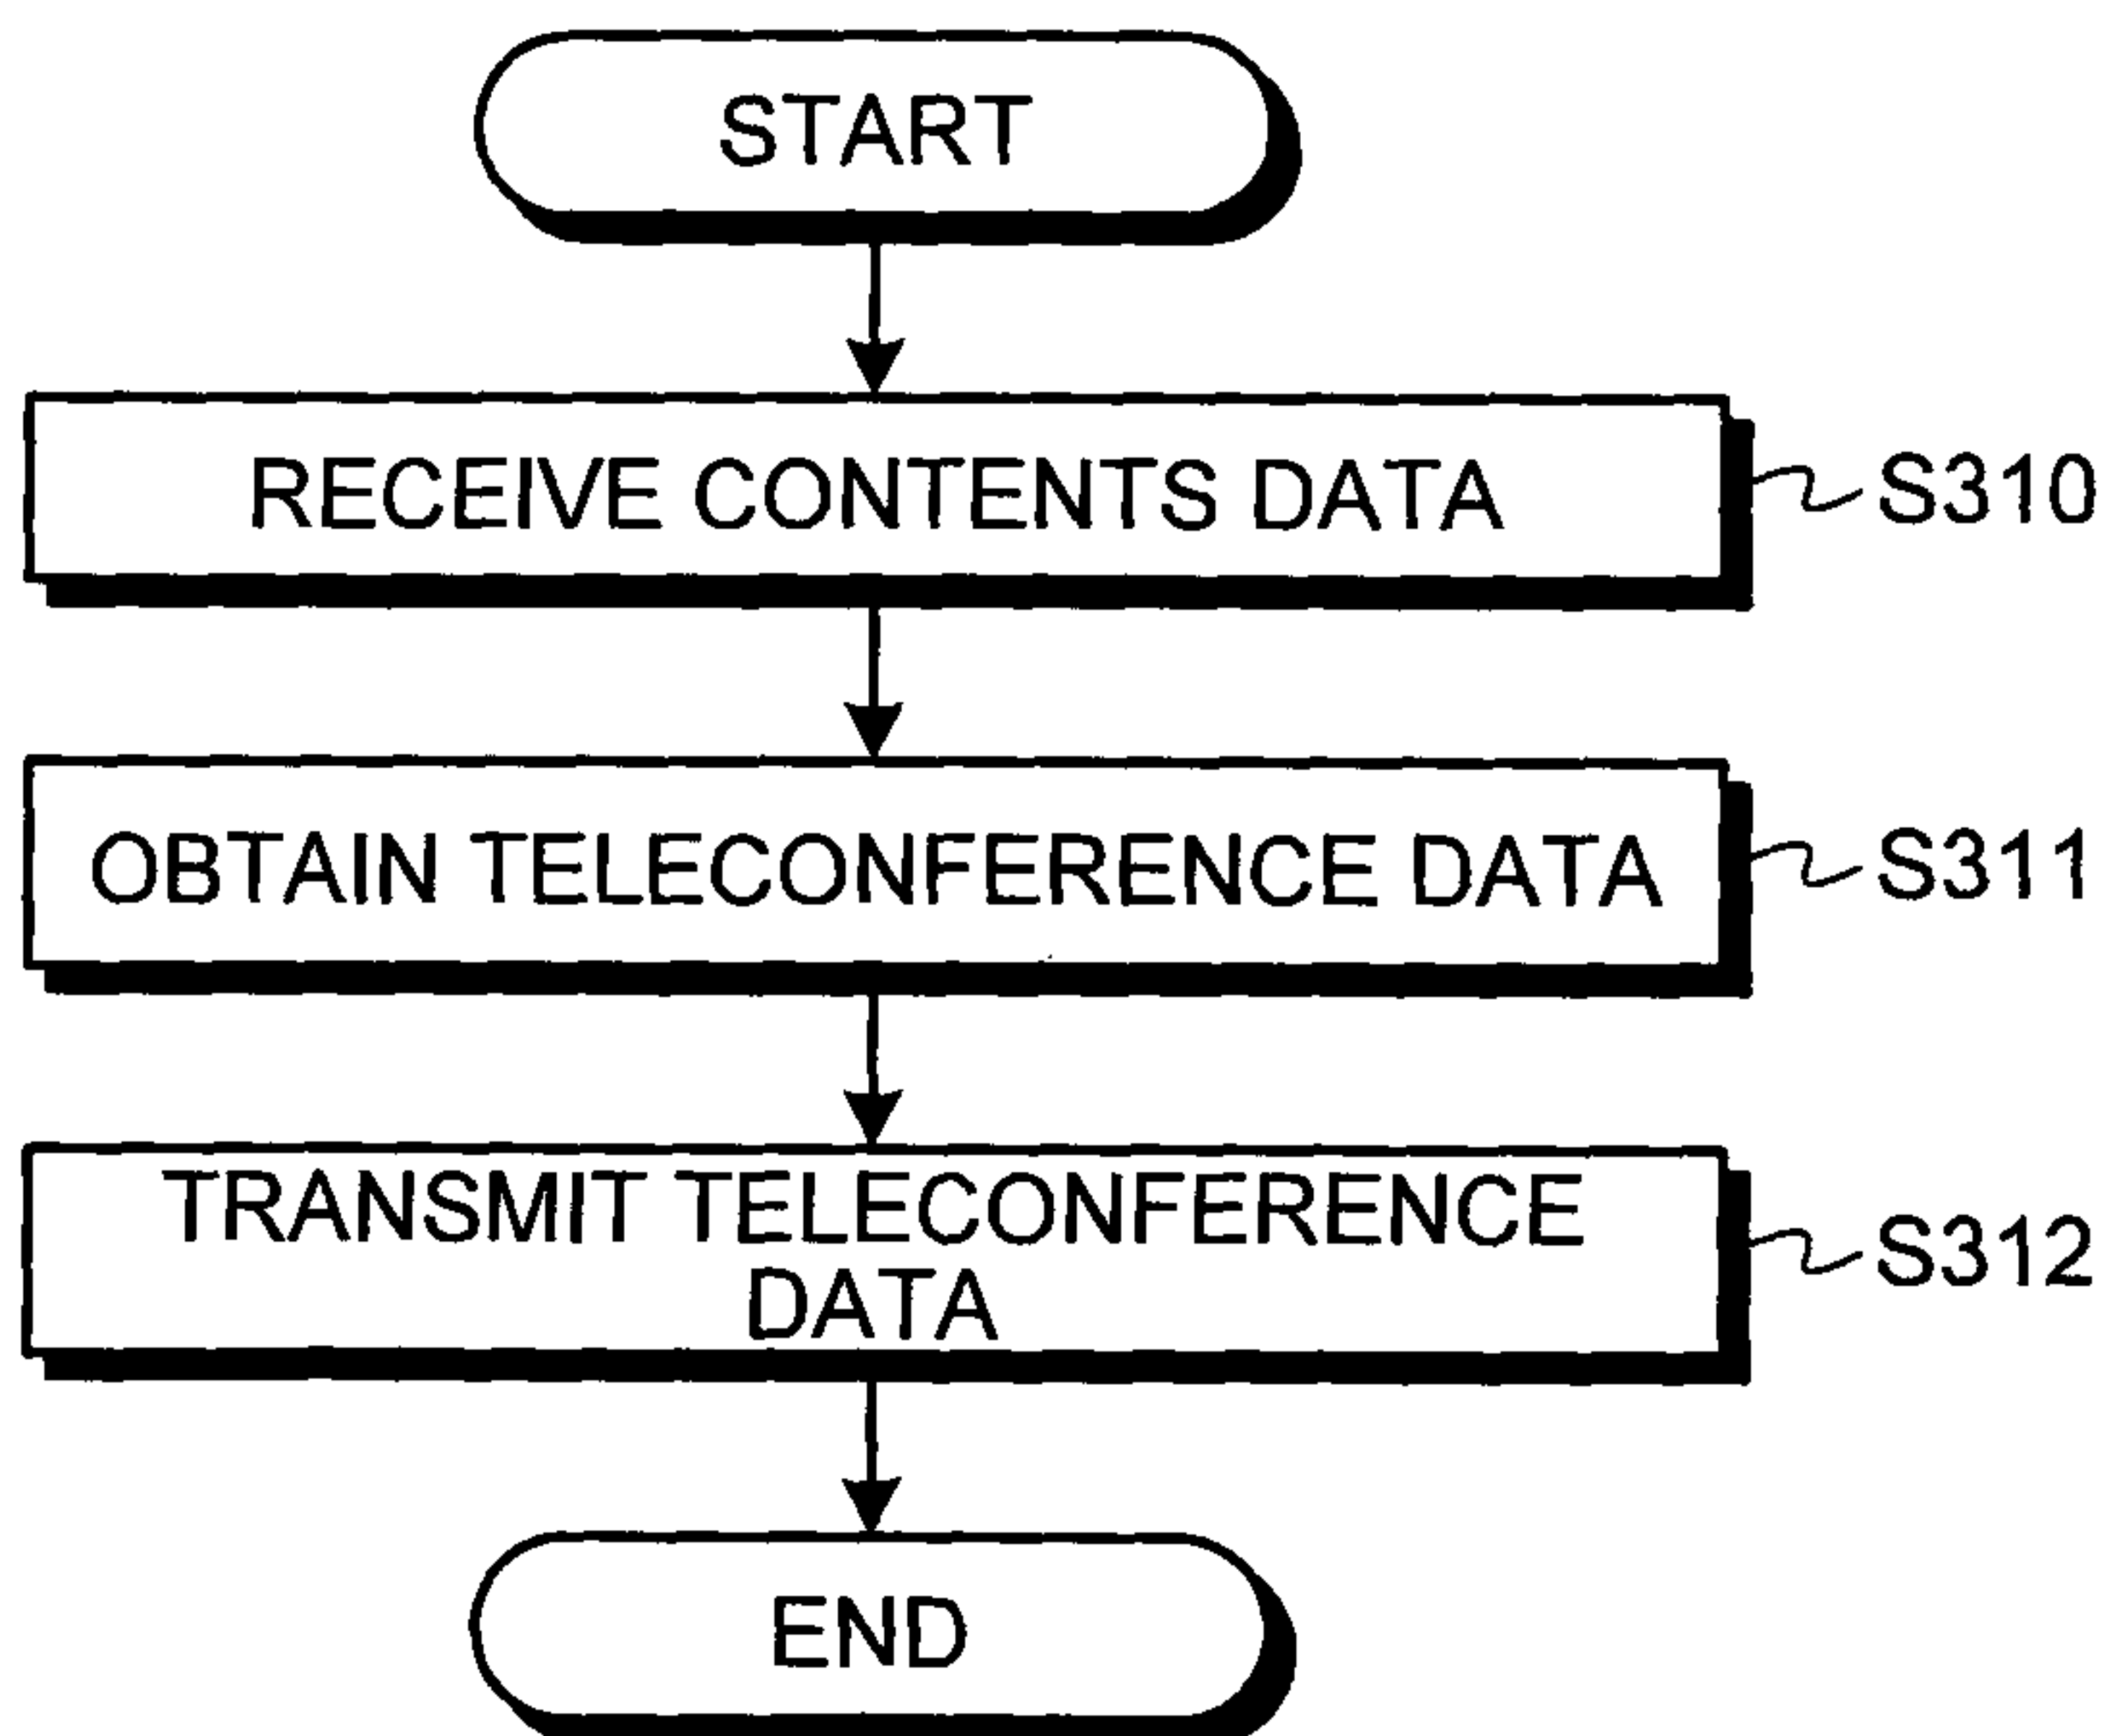 START
RECEIVE CONTENTS DATA
S310
OBTAIN TELECONFERENCE DATA
S311
TRANSMIT TELECONFERENCE
DATA
S312
END